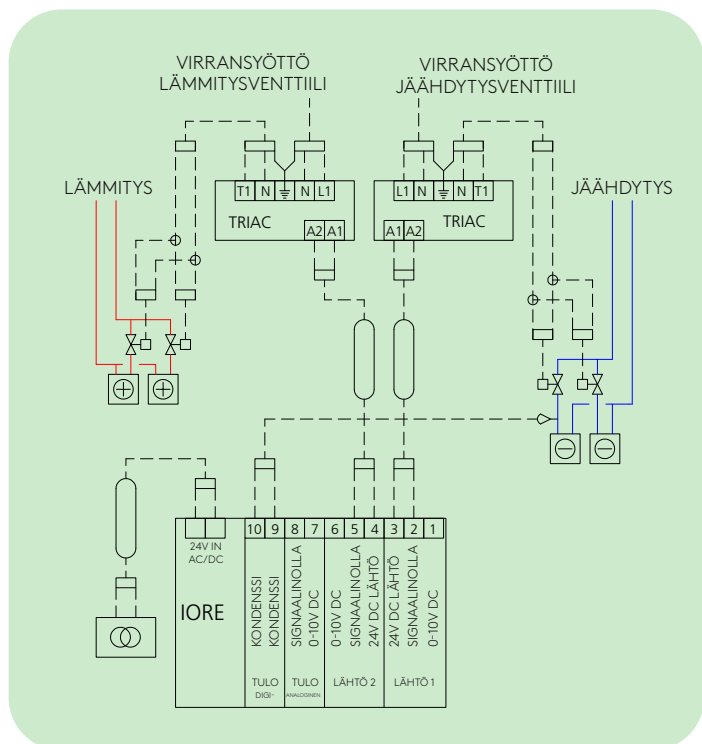 VIRRANSYÖTTÖ
LÄMMITYSVENTTIILI
VIRRANSYÖTTÖ
JÄÄHDYTYSVENTTIILI
LÄMMITYS
JÄÄHDYTYS
T1 N N L1
TRIAC
A2 A1
L1 N N T1
TRIAC
A1 A2
24V IN
AC/DC
IORE
10 9 8 7 6 5 4 3 2 1
KONDENSSI
KONDENSSI
SIGNAALINOLLA
0-10V DC
0-10V DC
SIGNAALINOLLA
24V DC LÄHTÖ
24V DC LÄHTÖ
SIGNAALINOLLA
0-10V DC
TULO
DIGI-
TULO
ANALOGINEN
LÄHTÖ 2
LÄHTÖ 1